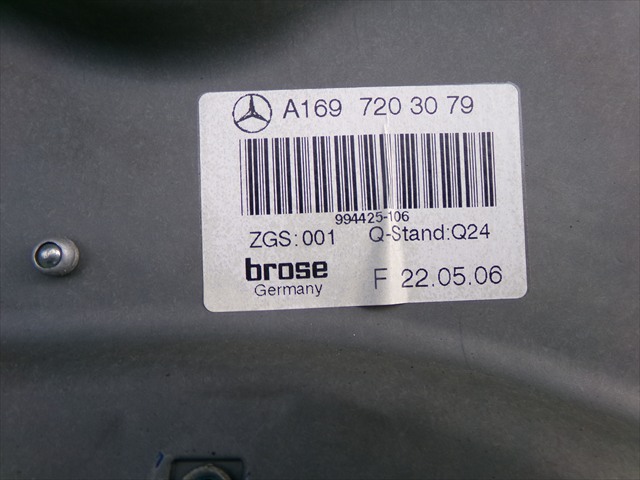 A169 720 30 79
994425-106
ZGS:001 Q-Stand:Q24
brose
Germany
F 22.05.06